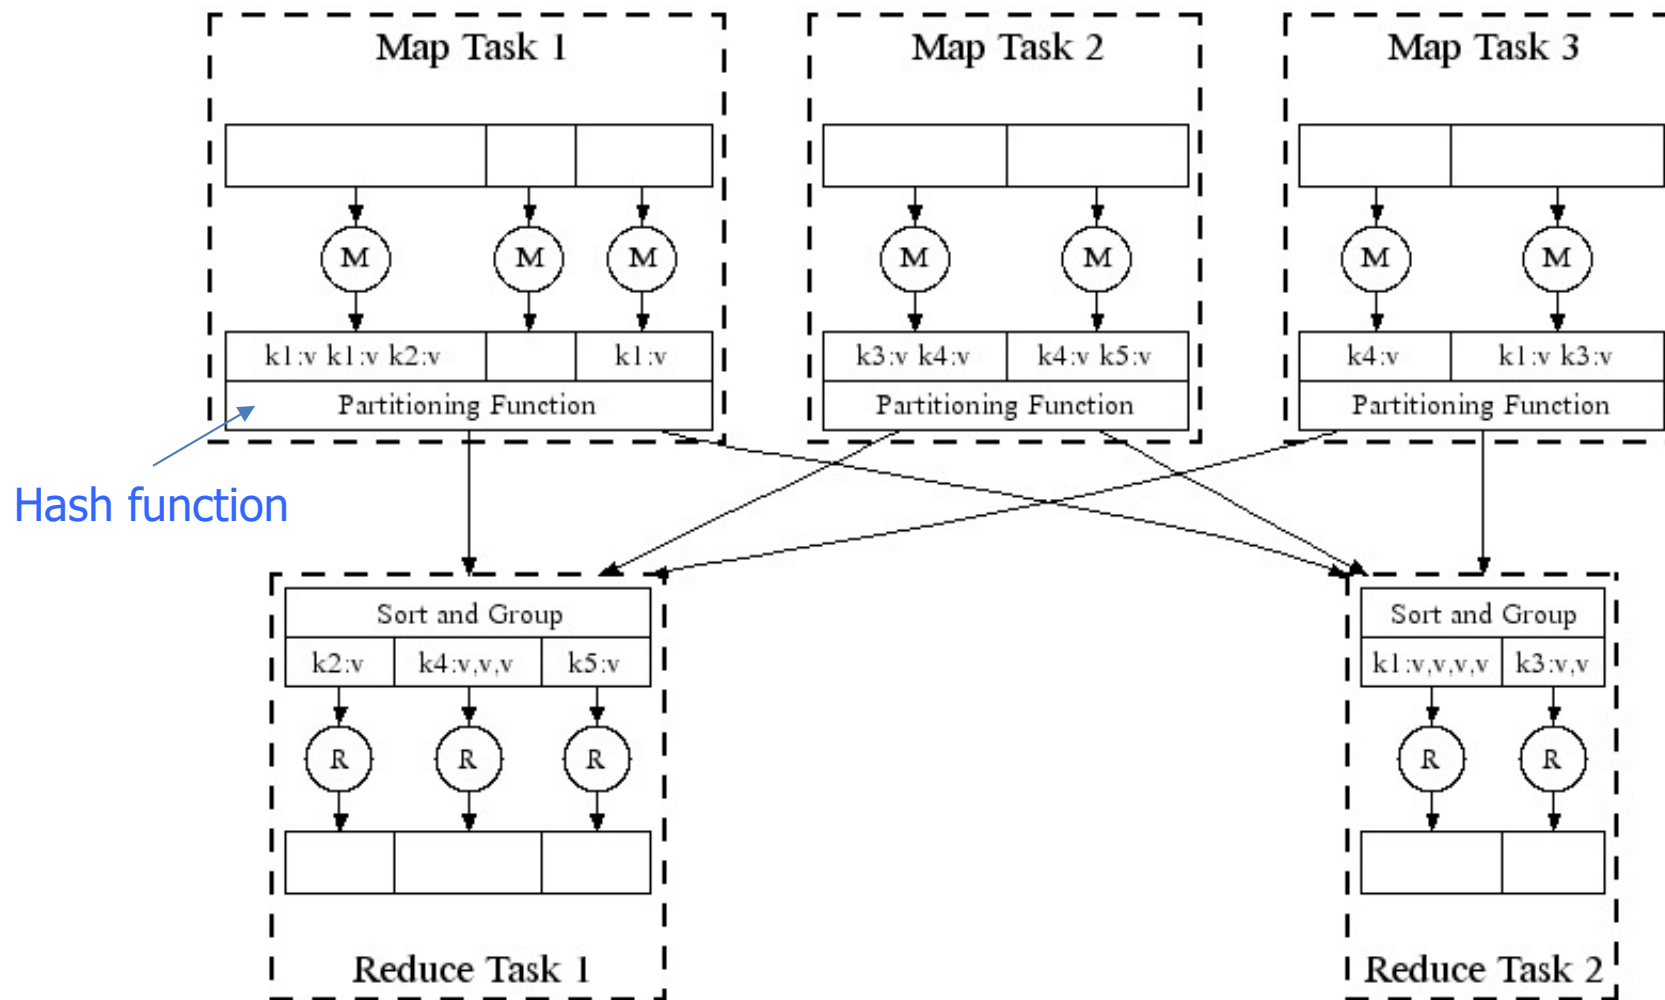 Map Task 1
Map Task 2
Map Task 3
M
M
M
M
M
M
M
k1:v k1:v k2:v
k1:v
k3:v k4:v
k4:v k5:v
k4:v
k1:v k3:v
Partitioning Function
Partitioning Function
Partitioning Function
Hash function
Sort and Group
Sort and Group
k2:v
k4:v,v,v
k5:v
k1:v,v,v,v
k3:v,v
R
R
R
R
R
Reduce Task 1
Reduce Task 2